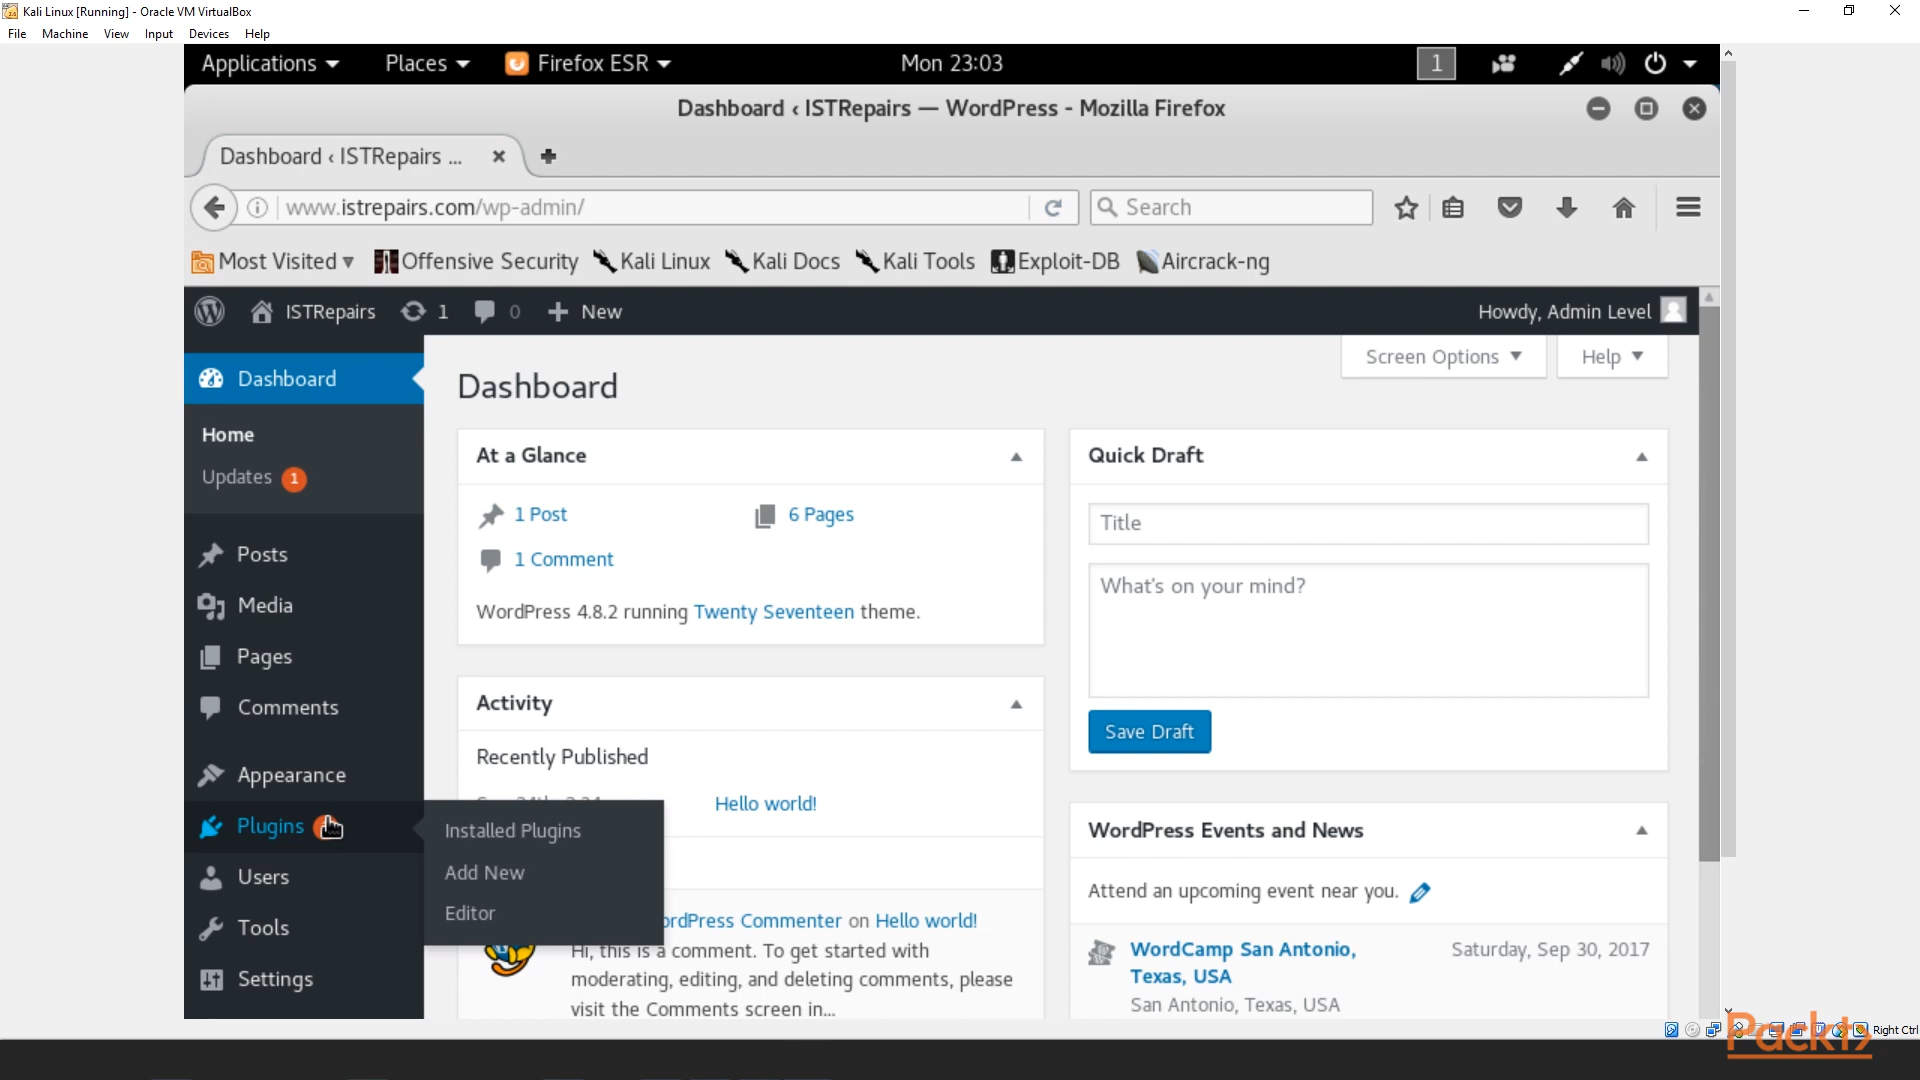 Kali Linux [Running] - Oracle VM VirtualBox
File Machine View Input Devices Help
Applications Places Firefox ESR Mon 23:03 1
Dashboard ‹ ISTRepairs — WordPress - Mozilla Firefox
Dashboard ‹ ISTRepairs ...
www.istrepairs.com/wp-admin/ Search
Most Visited Offensive Security Kali Linux Kali Docs Kali Tools Exploit-DB Aircrack-ng
ISTRepairs 1 0 New Howdy, Admin Level
Screen Options Help
Dashboard
Home
Updates 1
Posts
Media
Pages
Comments
Appearance
Plugins
Users
Tools
Settings
Installed Plugins
Add New
Editor
Dashboard
At a Glance
1 Post 6 Pages
1 Comment
WordPress 4.8.2 running Twenty Seventeen theme.
Activity
Recently Published
Hello world!
Commenter on Hello world!
Hi, this is a comment. To get started with
moderating, editing, and deleting comments, please
visit the Comments screen in...
Quick Draft
Title
What's on your mind?
Save Draft
WordPress Events and News
Attend an upcoming event near you.
WordCamp San Antonio, Saturday, Sep 30, 2017
Texas, USA
San Antonio, Texas, USA
Right Ctrl
Packt>